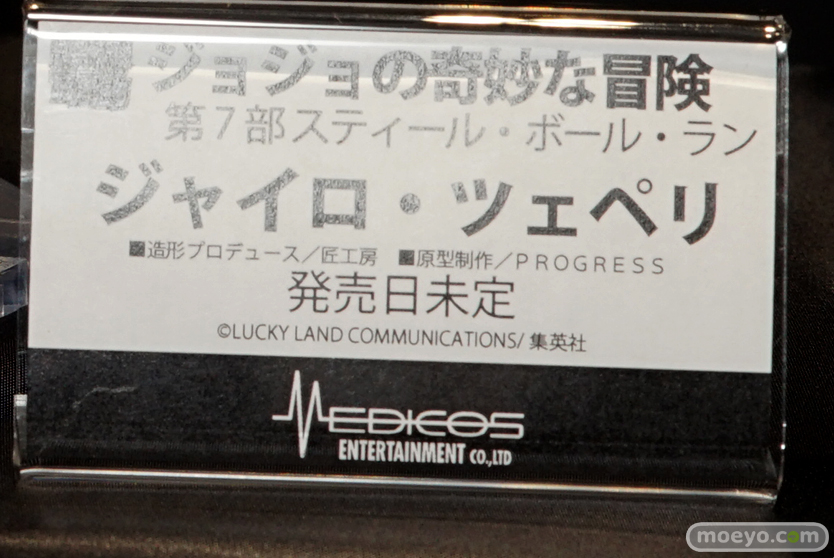 ジョジョの奇妙な冒険
第7部スティール・ボール・ラン
ジャイロ・ツェペリ
■造形プロデュース／匠工房 ■原型制作／PROGRESS
発売日未定
©LUCKY LAND COMMUNICATIONS/ 集英社
MEDICOS
ENTERTAINMENT CO.,LTD
moeyo.com